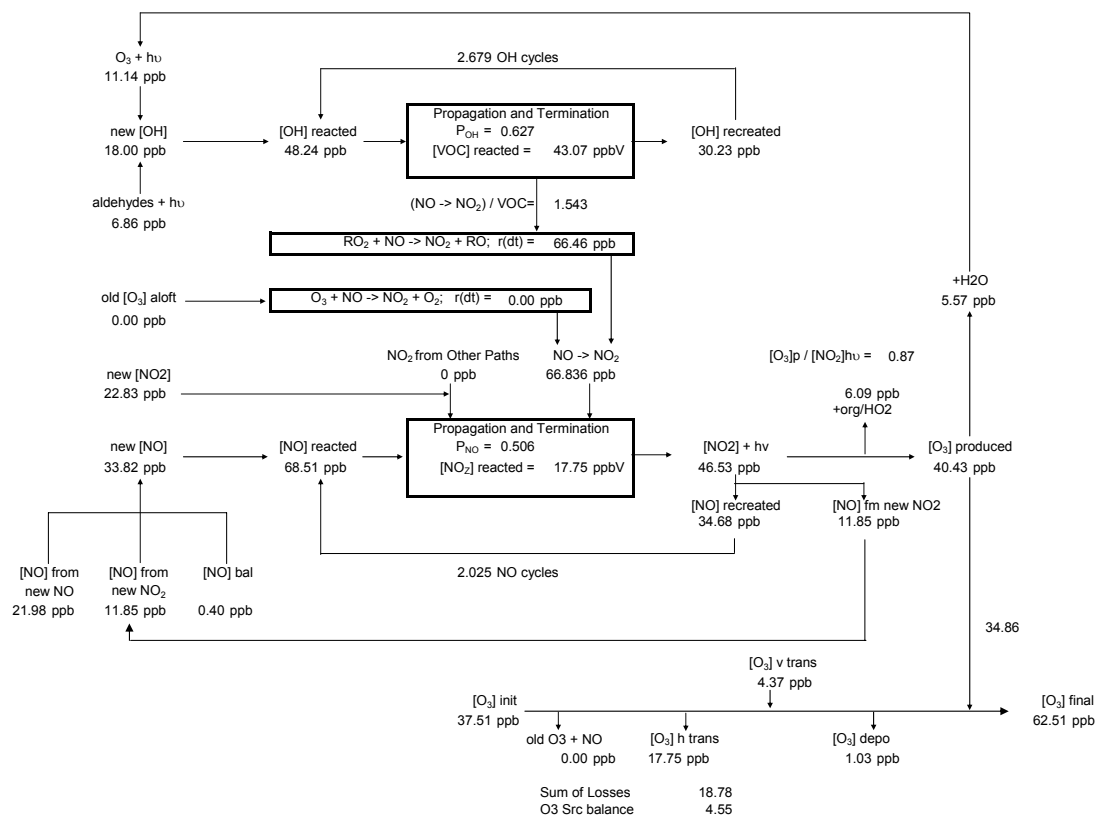 O₃ + hυ
11.14 ppb
2.679 OH cycles
new [OH]
18.00 ppb
[OH] reacted
48.24 ppb
Propagation and Termination
P_OH = 0.627
[VOC] reacted = 43.07 ppbV
[OH] recreated
30.23 ppb
aldehydes + hυ
6.86 ppb
(NO -> NO₂) / VOC= 1.543
RO₂ + NO -> NO₂ + RO; r(dt) = 66.46 ppb
old [O₃] aloft
0.00 ppb
O₃ + NO -> NO₂ + O₂; r(dt) = 0.00 ppb
+H2O
5.57 ppb
NO₂ from Other Paths
0 ppb
NO -> NO₂
66.836 ppb
[O₃]p / [NO₂]hυ = 0.87
new [NO2]
22.83 ppb
6.09 ppb
+org/HO2
new [NO]
33.82 ppb
[NO] reacted
68.51 ppb
Propagation and Termination
P_NO = 0.506
[NO_Z] reacted = 17.75 ppbV
[NO2] + hv
46.53 ppb
[O₃] produced
40.43 ppb
[NO] recreated
34.68 ppb
[NO] fm new NO2
11.85 ppb
2.025 NO cycles
[NO] from
new NO
21.98 ppb
[NO] from
new NO₂
11.85 ppb
[NO] bal
0.40 ppb
34.86
[O₃] v trans
4.37 ppb
[O₃] init
37.51 ppb
[O₃] final
62.51 ppb
old O3 + NO
0.00 ppb
[O₃] h trans
17.75 ppb
[O₃] depo
1.03 ppb
Sum of Losses 18.78
O3 Src balance 4.55